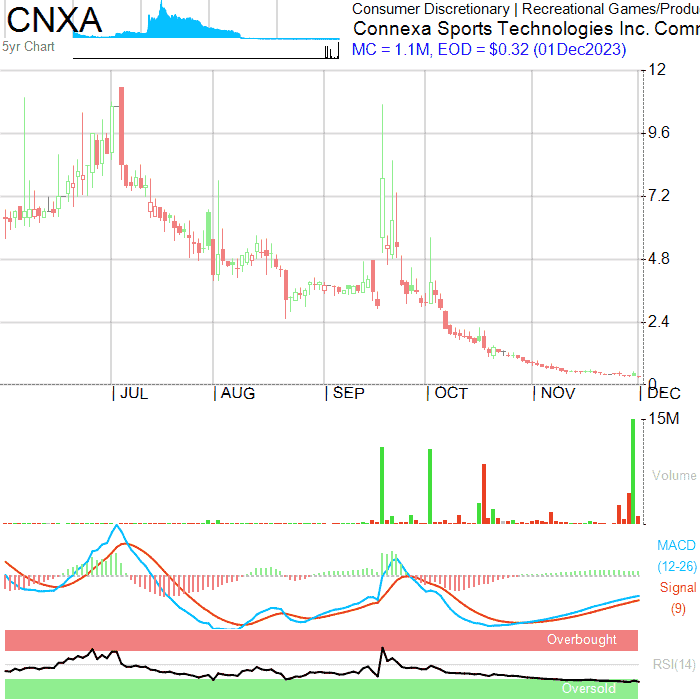 CNXA
5yr Chart
Consumer Discretionary | Recreational Games/Produ
Connexa Sports Technologies Inc. Comr
MC = 1.1M, EOD = $0.32 (01Dec2023)
12
9.6
7.2
4.8
2.4
0
JUL AUG SEP OCT NOV DEC
15M
Volume
MACD
(12-26)
Signal
(9)
Overbought
RSI(14)
Oversold